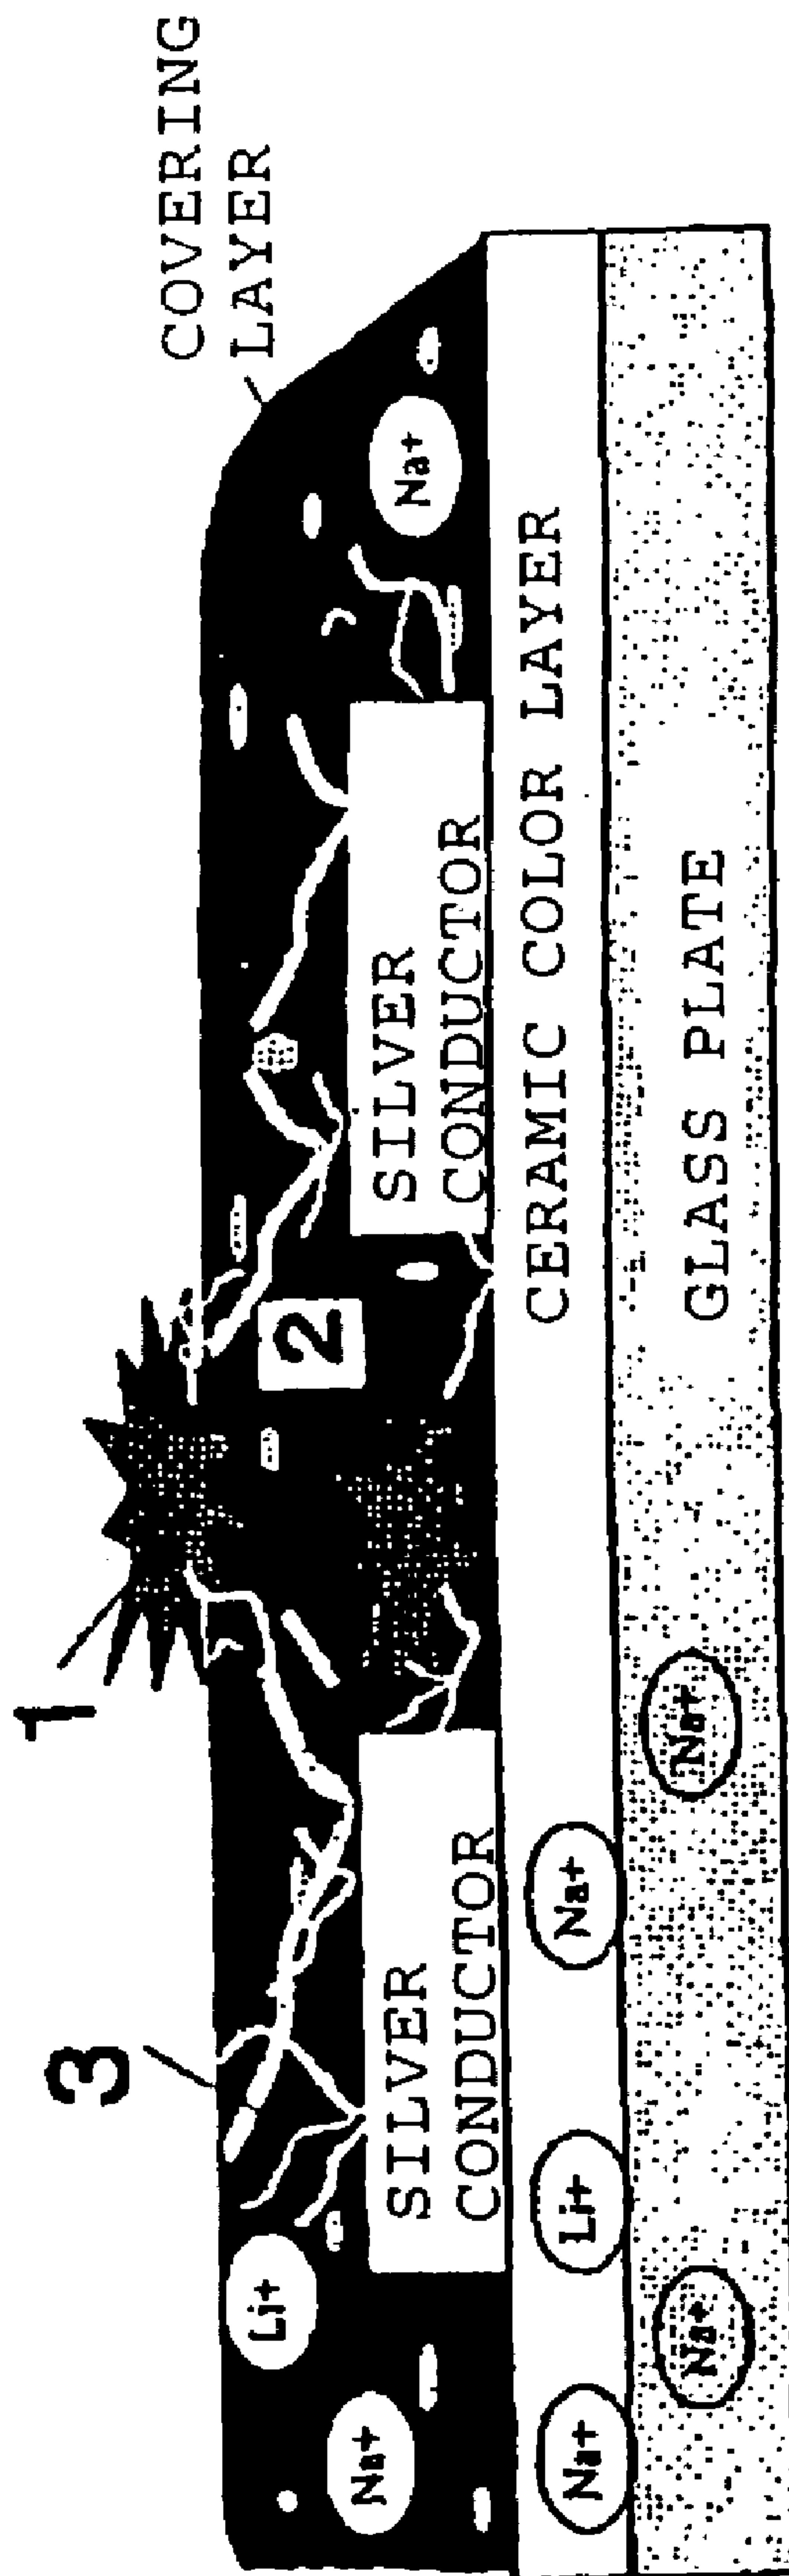 COVERING
LAYER
1
3
2
Li+
Na+
Na+
SILVER
CONDUCTOR
SILVER
CONDUCTOR
CERAMIC COLOR LAYER
Na+
Li+
Na+
GLASS PLATE
Na+
Na+